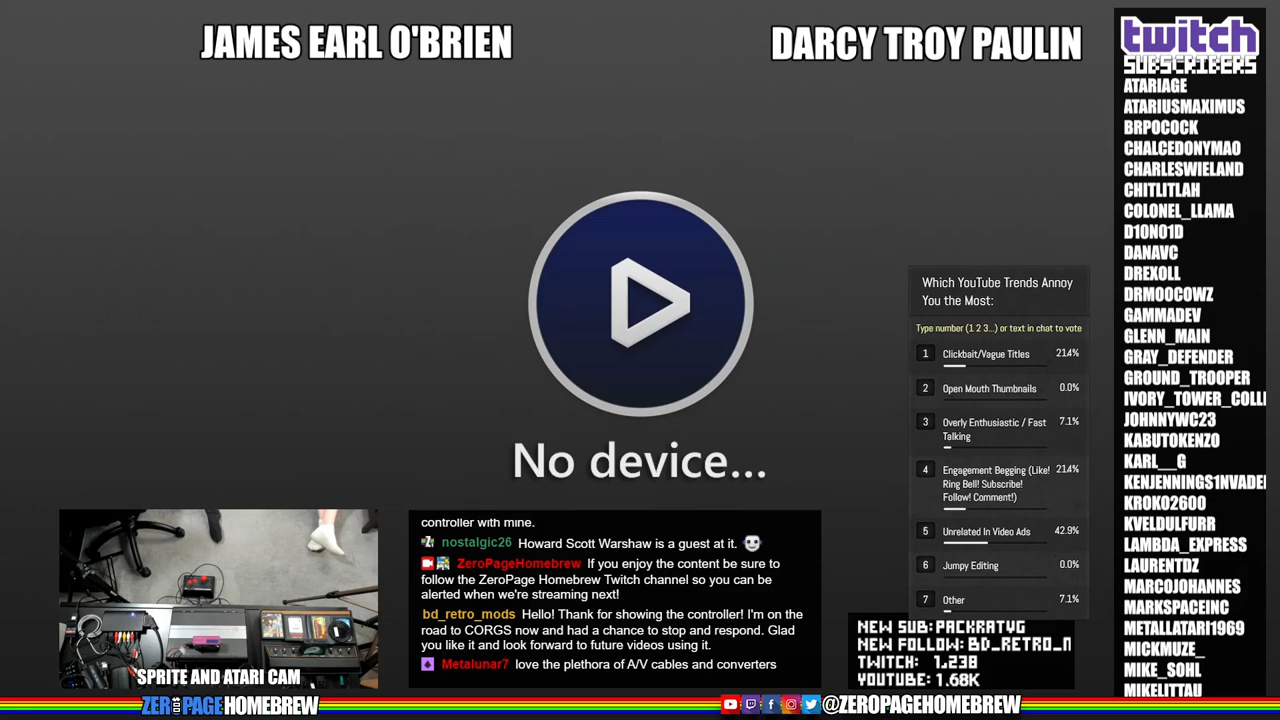 JAMES EARL O'BRIEN
DARCY TROY PAULIN
twitch
SUBSCRIBERS
ATARIAGE
ATARIUSMAXIMUS
BRPOCOCK
CHALCEDONYMAO
CHARLESWIELAND
CHITLITLAH
COLONEL_LLAMA
D10N01D
DANAVC
DREXOLL
DRMOOCOWZ
GAMMADEV
GLENN_MAIN
GRAY_DEFENDER
GROUND_TROOPER
IVORY_TOWER_COLL
JOHNNYWC23
KABUTOKENZO
KARL__G
KENJENNINGS1NVADE
KROKO2600
KVELDULFURR
LAMBDA_EXPRESS
LAURENTDZ
MARCOJOHANNES
MARKSPACEINC
METALLATARI1969
MICKMUZE_
MIKE_SOHL
MIKELITTAU
No device...
Which YouTube Trends Annoy
You the Most:
Type number (1 2 3...) or text in chat to vote
1 Clickbait/Vague Titles 21.4%
2 Open Mouth Thumbnails 0.0%
3 Overly Enthusiastic / Fast 7.1%
Talking
4 Engagement Begging (Like! 21.4%
Ring Bell! Subscribe!
Follow! Comment!)
5 Unrelated In Video Ads 42.9%
6 Jumpy Editing 0.0%
7 Other 7.1%
controller with mine.
nostalgic26 Howard Scott Warshaw is a guest at it.
ZeroPageHomebrew If you enjoy the content be sure to
follow the ZeroPage Homebrew Twitch channel so you can be
alerted when we're streaming next!
bd_retro_mods Hello! Thank for showing the controller! I'm on the
road to CORGS now and had a chance to stop and respond. Glad
you like it and look forward to future videos using it.
Metalunar7 love the plethora of A/V cables and converters
SPRITE AND ATARI CAM
NEW SUB: PACKRATVG
NEW FOLLOW: BD_RETRO_M
TWITCH: 1,238
YOUTUBE: 1.68K
ZEROPAGEHOMEBREW
@ZEROPAGEHOMEBREW